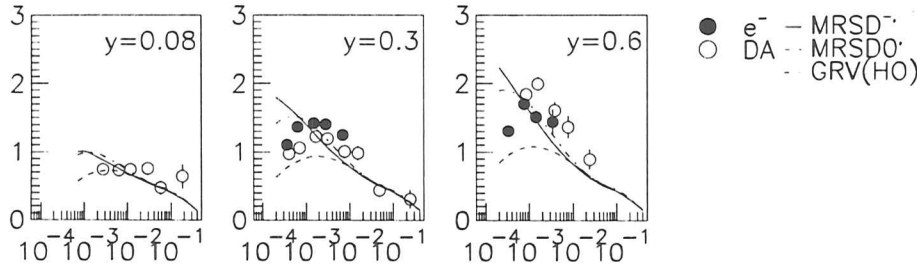 3
2
1
0
y=0.08
10⁻⁴ 10⁻³ 10⁻² 10⁻¹
3
2
1
0
y=0.3
10⁻⁴ 10⁻³ 10⁻² 10⁻¹
3
2
1
0
y=0.6
10⁻⁴ 10⁻³ 10⁻² 10⁻¹
● e⁻ — MRSD⁻'
○ DA -·- MRSD0'
- - GRV(HO)